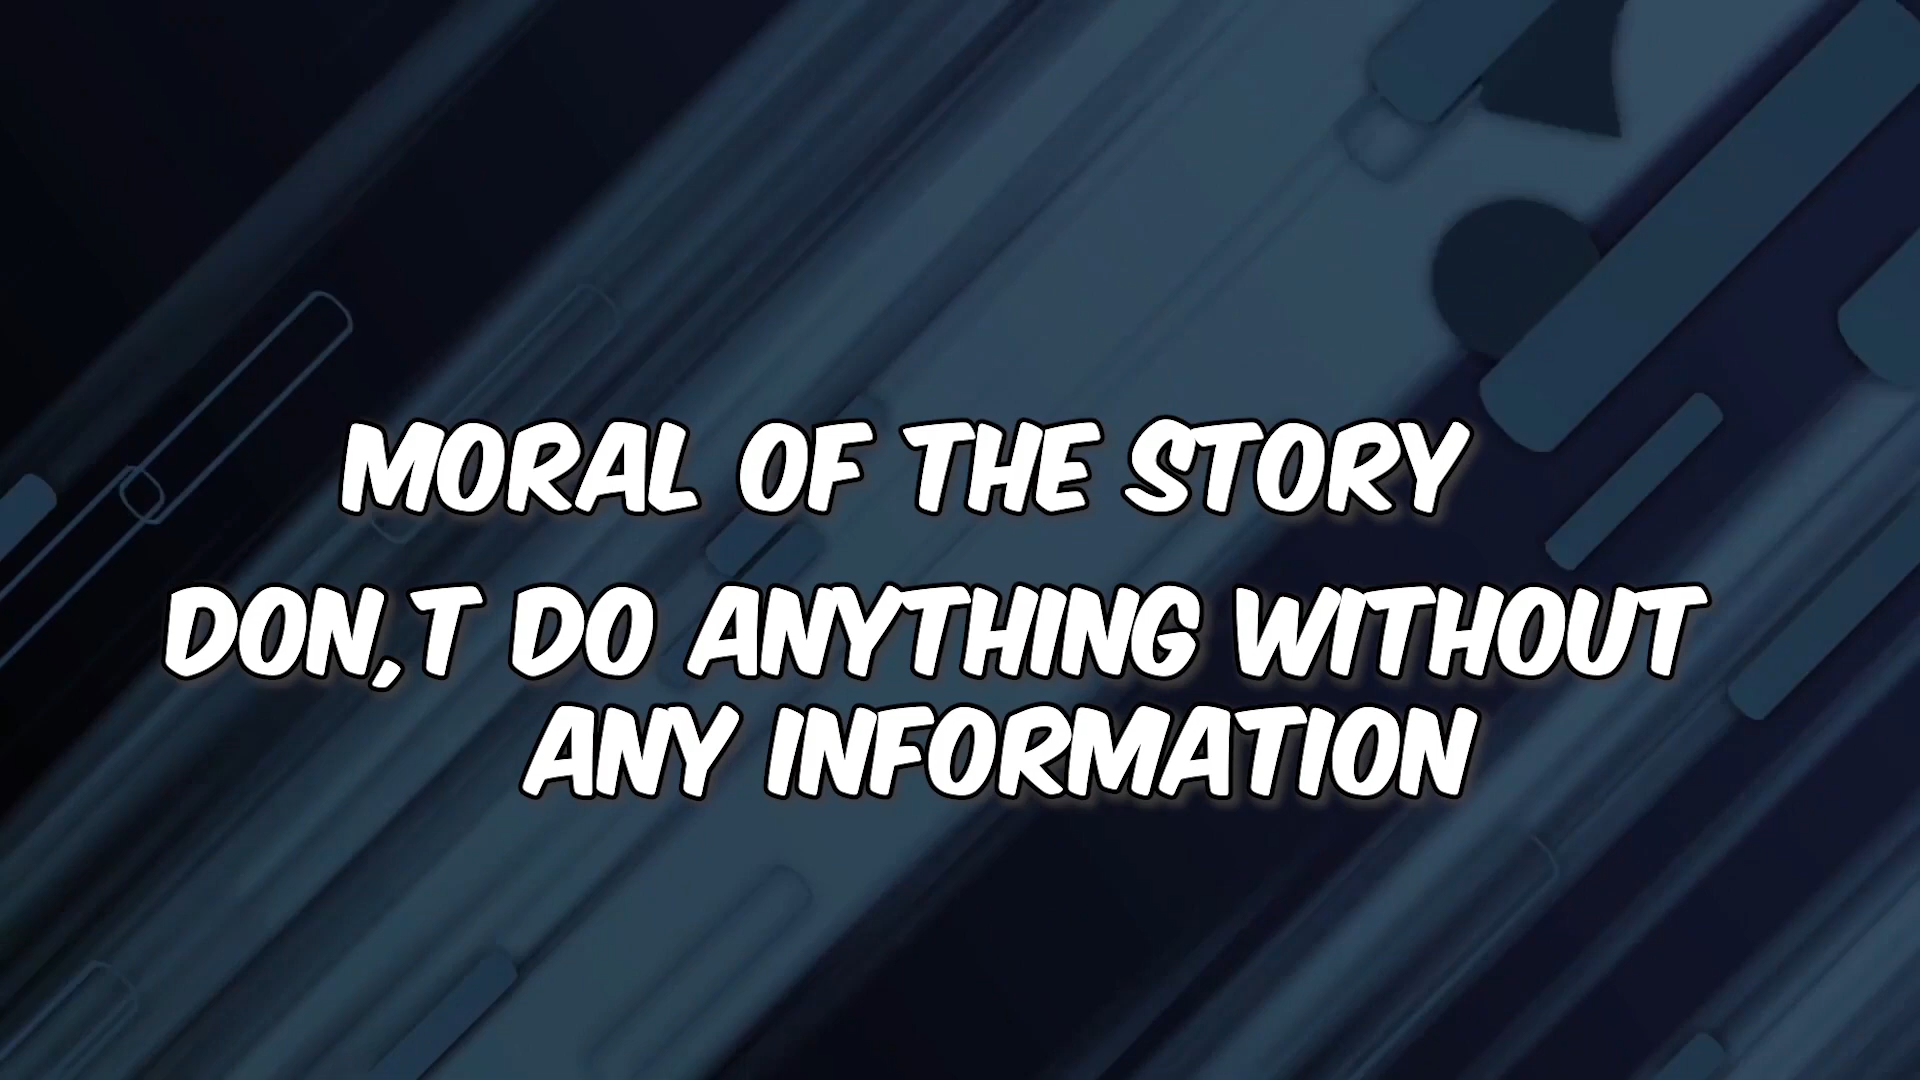 MORAL OF THE STORY
DON,T DO ANYTHING WITHOUT
ANY INFORMATION